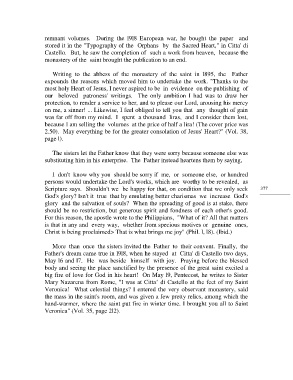 remnant volumes. During the 1918 European war, he bought the paper and
stored it in the "Typography of the Orphans by the Sacred Heart," in Citta' di
Castello. But, he saw the completion of such a work from heaven, because the
monastery of the saint brought the publication to an end.
Writing to the abbess of the monastery of the saint in 1895, the Father
expounds the reasons which moved him to undertake the work. "Thanks to the
most holy Heart of Jesus, I never aspired to be in evidence on the publishing of
our beloved patroness' writings. The only ambition I had was to draw her
protection, to render a service to her, and to please our Lord, arousing his mercy
on me, a sinner! ... Likewise, I feel obliged to tell you that any thought of gain
was far off from my mind. I spent a thousand liras, and I consider them lost,
because I am selling the volumes at the price of half a lira! (The cover price was
2.50). May everything be for the greater consolation of Jesus' Heart!" (Vol. 38,
page 1).
The sisters let the Father know that they were sorry because someone else was
substituting him in his enterprise. The Father instead heartens them by saying,
I don't know why you should be sorry if me, or someone else, or hundred
persons would undertake the Lord's works, which are worthy to be revealed, as
Scripture says. Shouldn't we be happy for that, on condition that we only seek
God's glory? Isn't it true that by emulating better charismas we increase God's
glory and the salvation of souls? When the spreading of good is at stake, there
should be no restriction, but generous spirit and fondness of each other's good.
For this reason, the apostle wrote to the Philippians, "What of it? All that matters
is that in any and every way, whether from specious motives or genuine ones,
Christ is being proclaimed! That is what brings me joy" (Phil. 1,18). (Ibid.)
177
More than once the sisters invited the Father to their convent. Finally, the
Father's dream came true in 1918, when he stayed at Citta' di Castello two days,
May 16 and 17. He was beside himself with joy. Praying before the blessed
body and seeing the place sanctified by the presence of the great saint excited a
big fire of love for God in his heart! On May 19, Pentecost, he writes to Sister
Mary Nazarena from Rome, "I was at Citta' di Castello at the feet of my Saint
Veronica! What celestial things! I entered the very observant monastery, said
the mass in the saint's room, and was given a few pretty relics, among which the
hand-warmer, where the saint put fire in winter time. I brought you all to Saint
Veronica" (Vol. 35, page 212).